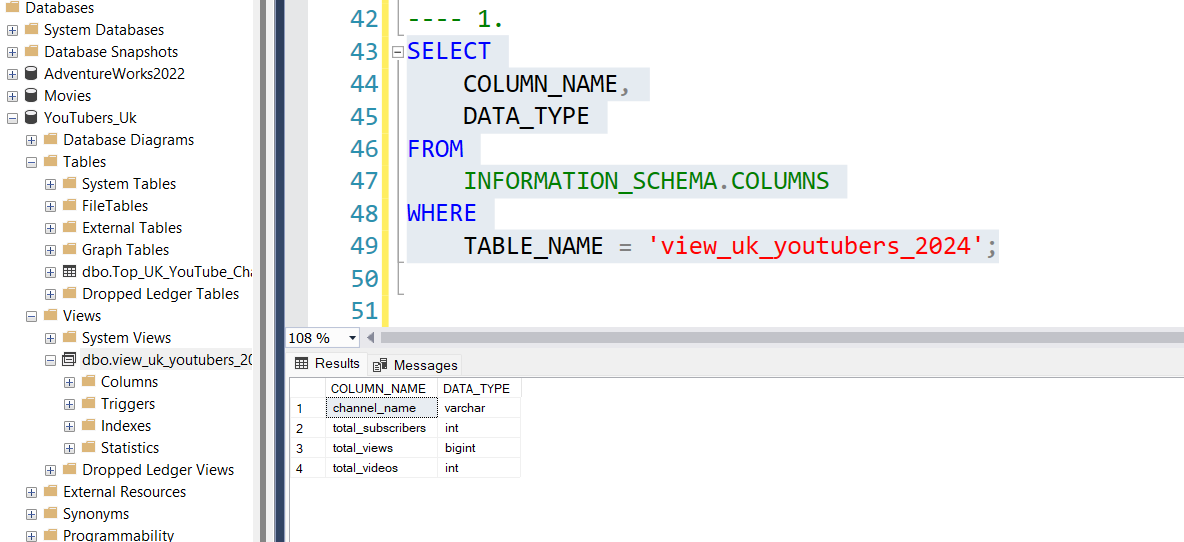 Databases
System Databases
Database Snapshots
AdventureWorks2022
Movies
YouTubers_Uk
Database Diagrams
Tables
System Tables
FileTables
External Tables
Graph Tables
dbo.Top_UK_YouTube_Cha
Dropped Ledger Tables
Views
System Views
dbo.view_uk_youtubers_20
Columns
Triggers
Indexes
Statistics
Dropped Ledger Views
External Resources
Synonyms
Programmability
42 ---- 1.
43 SELECT
44 COLUMN_NAME,
45 DATA_TYPE
46 FROM
47 INFORMATION_SCHEMA.COLUMNS
48 WHERE
49 TABLE_NAME = 'view_uk_youtubers_2024';
50
51
108 %
Results Messages
COLUMN_NAME DATA_TYPE
1 channel_name varchar
2 total_subscribers int
3 total_views bigint
4 total_videos int